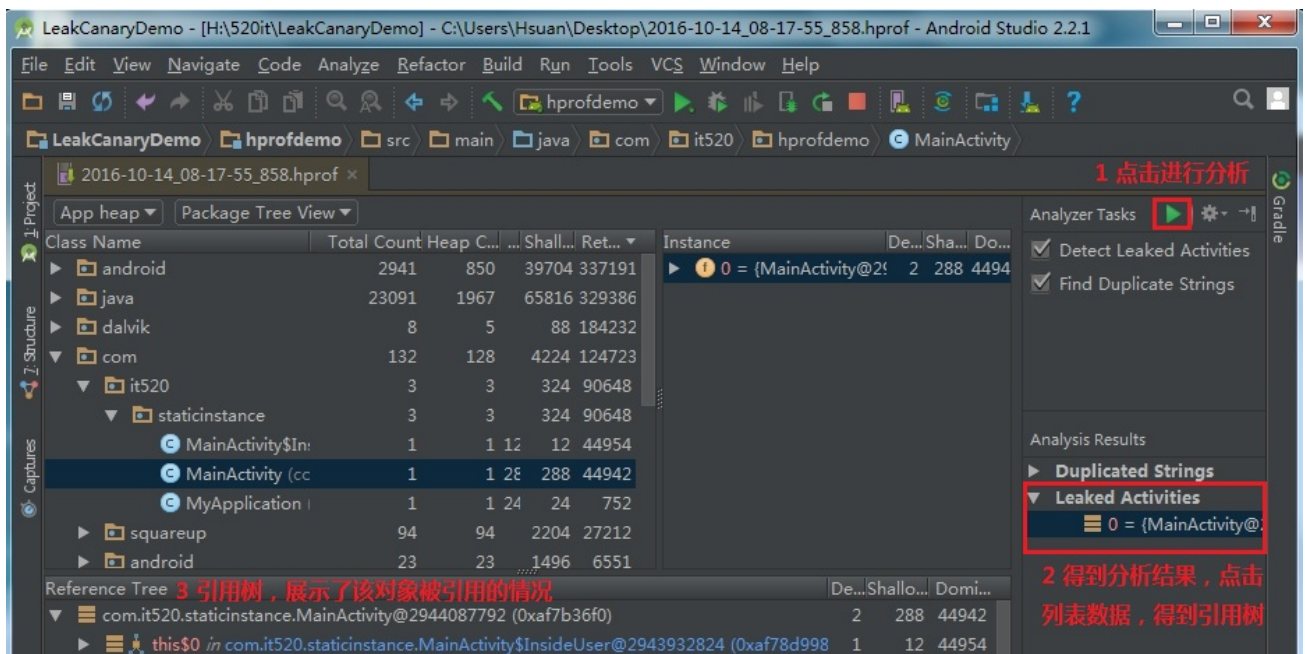 LeakCanaryDemo - [H:\520it\LeakCanaryDemo] - C:\Users\Hsuan\Desktop\2016-10-14_08-17-55_858.hprof - Android Studio 2.2.1
File Edit View Navigate Code Analyze Refactor Build Run Tools VCS Window Help
hprofdemo
LeakCanaryDemo hprofdemo src main java com it520 hprofdemo MainActivity
1: Project
7: Structure
Captures
Gradle
2016-10-14_08-17-55_858.hprof
1 点击进行分析
App heap Package Tree View
Class Name Total Count Heap C... ... Shall... Ret...
android 2941 850 39704 337191
java 23091 1967 65816 329386
dalvik 8 5 88 184232
com 132 128 4224 124723
it520 3 3 324 90648
staticinstance 3 3 324 90648
MainActivity$In 1 1 12 12 44954
MainActivity (cc 1 1 28 288 44942
MyApplication 1 1 24 24 752
squareup 94 94 2204 27212
android 23 23 1496 6551
Instance De... Sha... Do...
0 = {MainActivity@29 2 288 4494
Analyzer Tasks
Detect Leaked Activities
Find Duplicate Strings
Analysis Results
Duplicated Strings
Leaked Activities
0 = {MainActivity@2
2 得到分析结果，点击
列表数据，得到引用树
Reference Tree 3 引用树，展示了该对象被引用的情况 De... Shallo... Domi...
com.it520.staticinstance.MainActivity@2944087792 (0xaf7b36f0) 2 288 44942
this$0 in com.it520.staticinstance.MainActivity$InsideUser@2943932824 (0xaf78d998 1 12 44954